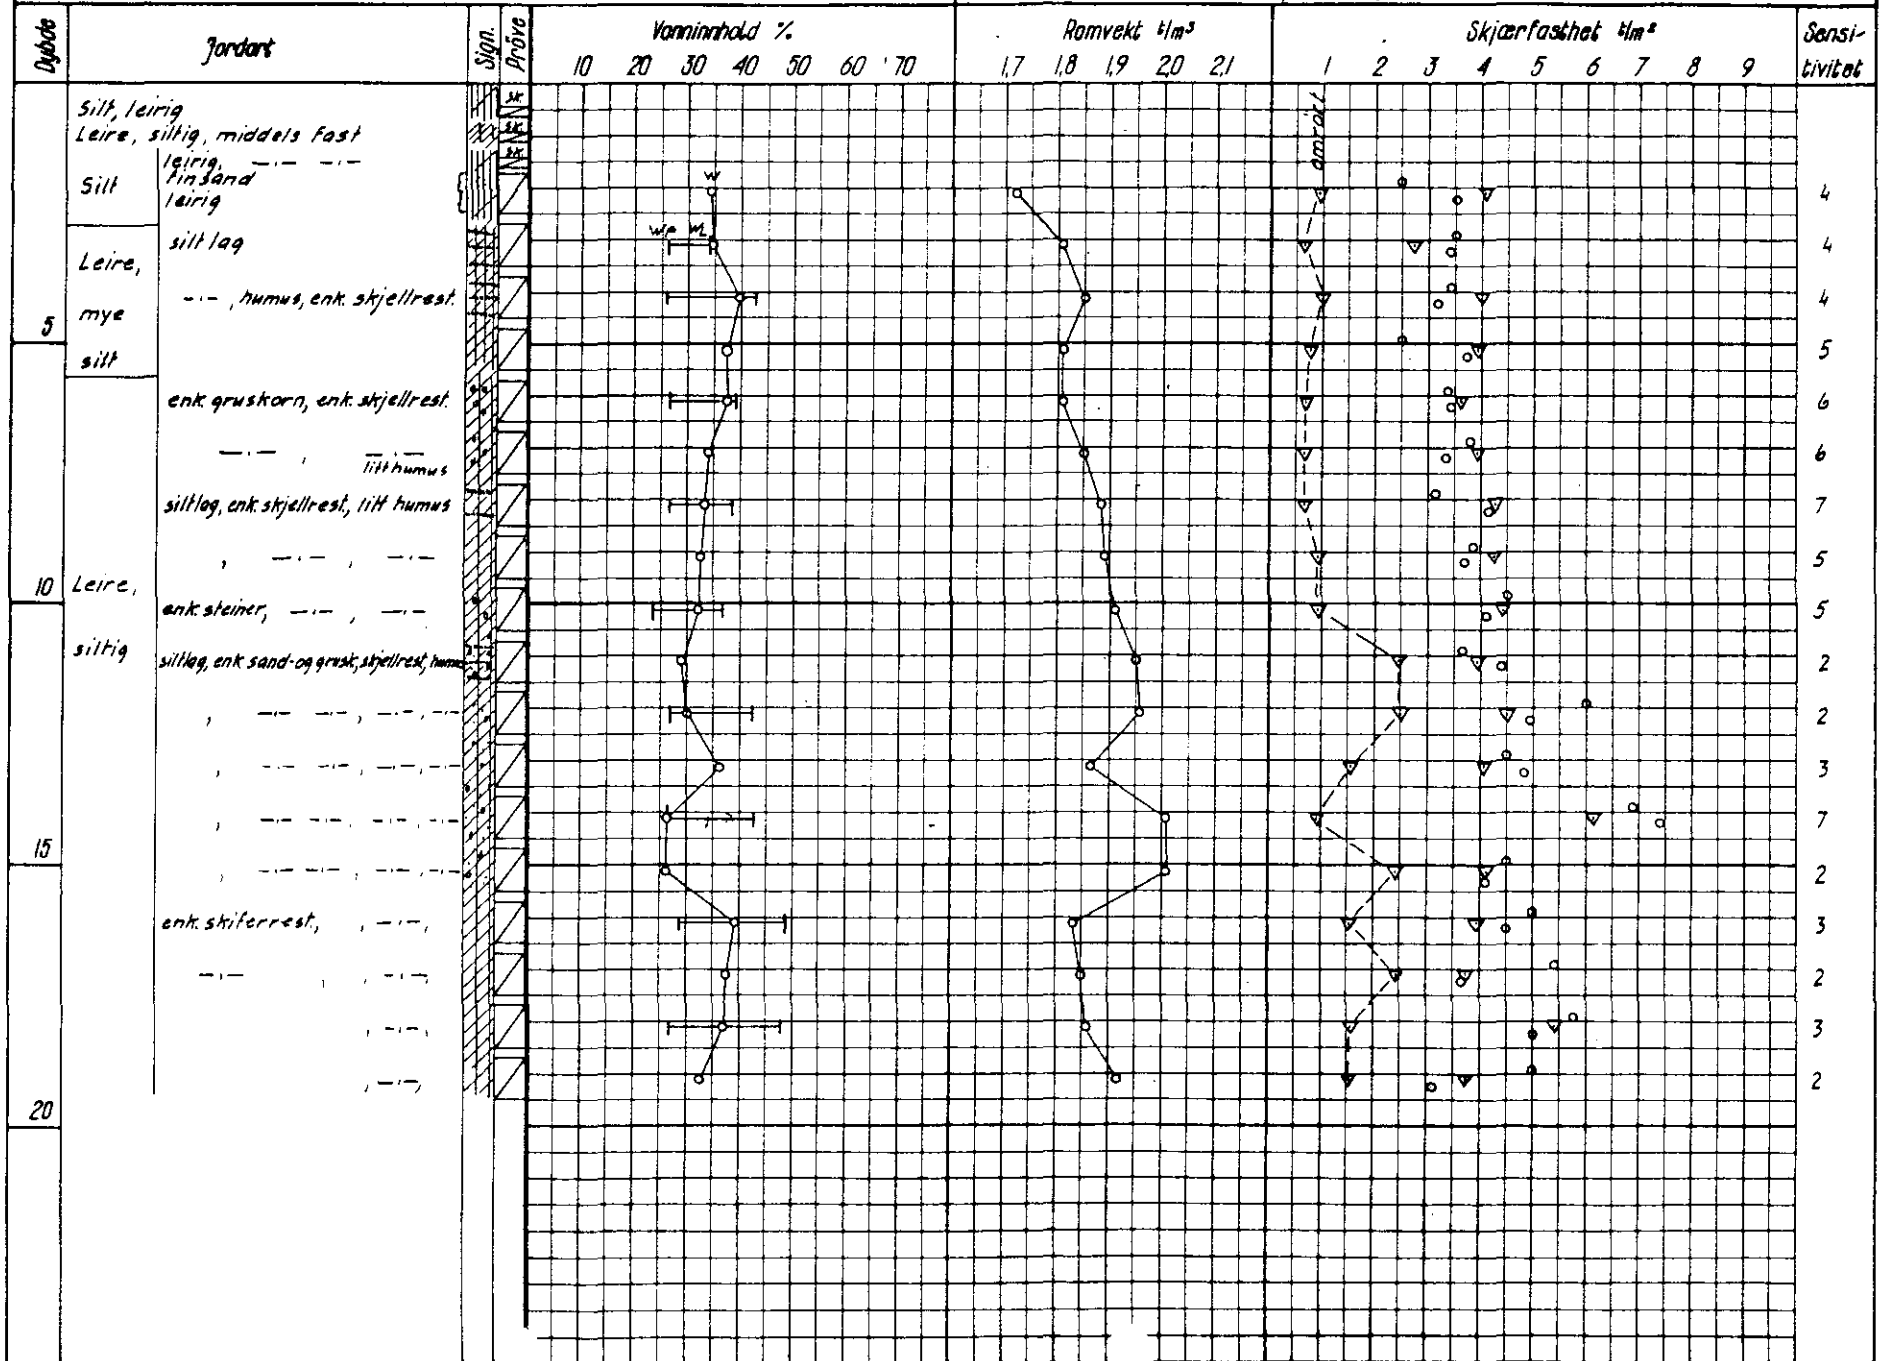 Dybde Jordart Sign. Prøve Vanninnhold % Romvekt t/m³ Skjærfasthet t/m² Sensi-
tivitet
10 20 30 40 50 60 70 1,7 1,8 1,9 2,0 2,1 1 2 3 4 5 6 7 8 9
Silt, leirig sk.
Leire, siltig, middels fast sk.
leirig, —·— —·— sk.
omrørt
Silt finsand
leirig w 4
silt lag wp wL 4
Leire,
—·—, humus, enk. skjellrest. 4
mye
5
silt 5
enk. gruskorn, enk. skjellrest. 6
—·— , —·— 6
litt humus
siltlag, enk. skjellrest., litt humus 7
, —·— , —·— 5
10 Leire,
enk. steiner, —·— , —·— 5
siltig
siltlag, enk. sand- og grusk., skjellrest, humus 2
, —·— —·— , —·— , —·— 2
, —·— —·— , —·— , —·— 3
, —·— —·— , —·— , —·— 7
15
, —·— —·— , —·— , —·— 2
enk. skiferrest., , —·—, 3
—·— , , —·—, 2
, —·—, 3
, —·—, 2
20